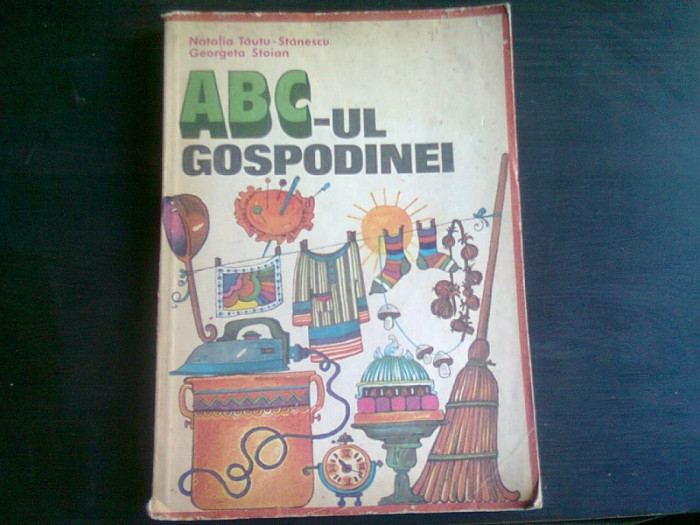 Natalia Tăutu-Stănescu
Georgeta Stoian
ABC-UL
GOSPODINEI